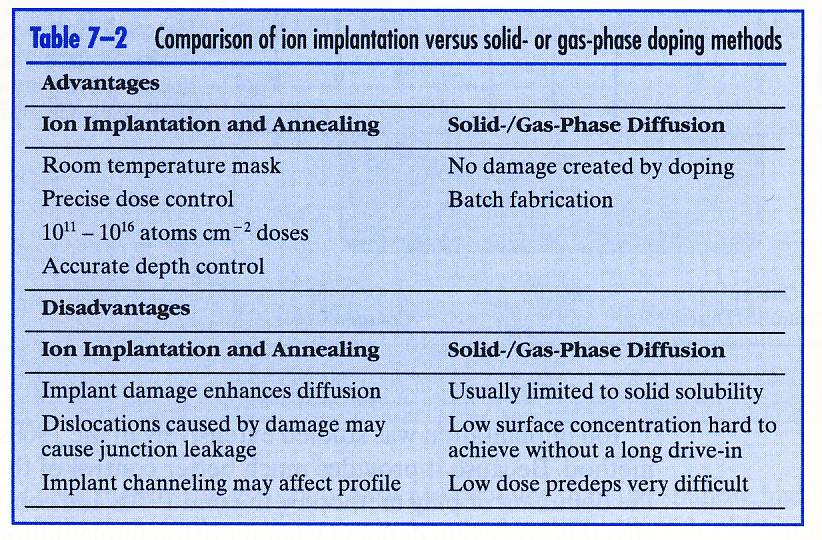 Table 7–2 Comparison of ion implantation versus solid- or gas-phase doping methods
Advantages
Ion Implantation and Annealing Solid-/Gas-Phase Diffusion
Room temperature mask No damage created by doping
Precise dose control Batch fabrication
10¹¹ – 10¹⁶ atoms cm⁻² doses
Accurate depth control
Disadvantages
Ion Implantation and Annealing Solid-/Gas-Phase Diffusion
Implant damage enhances diffusion Usually limited to solid solubility
Dislocations caused by damage may Low surface concentration hard to
cause junction leakage achieve without a long drive-in
Implant channeling may affect profile Low dose predeps very difficult